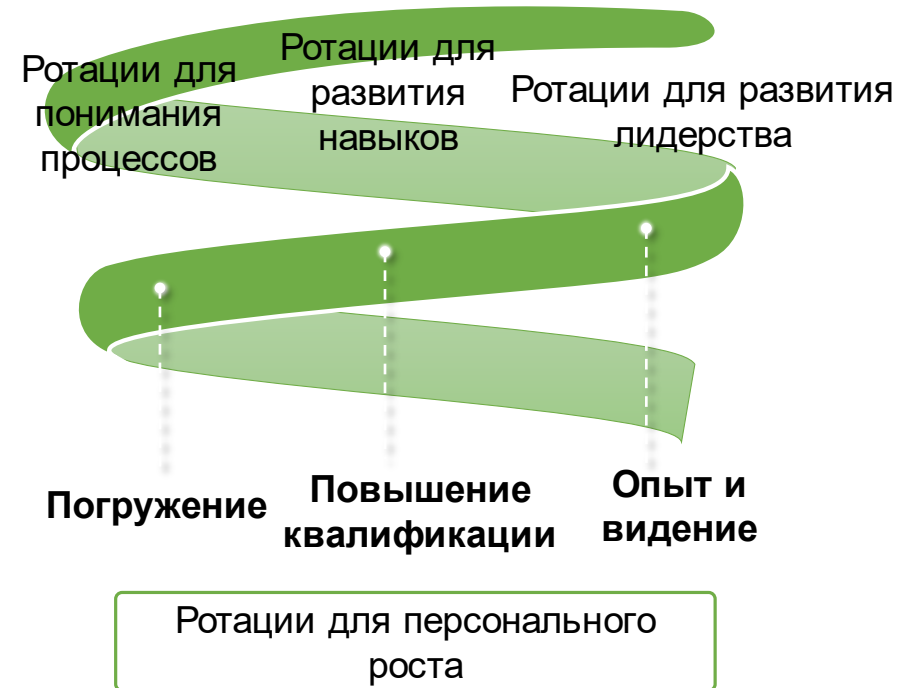 Ротации для
понимания
процессов
Ротации для
развития
навыков
Ротации для развития
лидерства
Погружение
Повышение
квалификации
Опыт и
видение
Ротации для персонального
роста